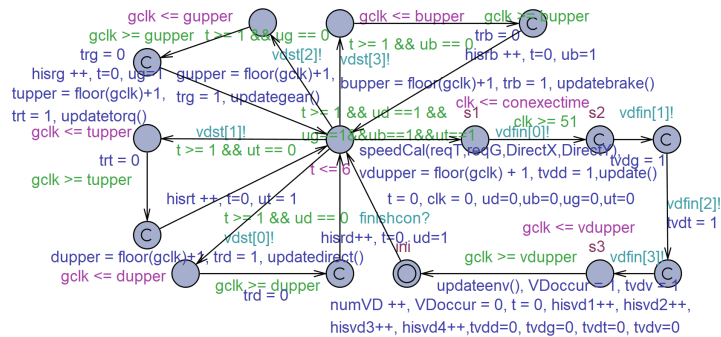 gclk <= gupper
gclk <= bupper
gclk >= bupper
gclk >= gupper
t >= 1 && ug == 0
trb = 0
t >= 1 && ub == 0
hisrb ++, t=0, ub=1
trg = 0
vdst[2]!
vdst[3]!
C
C
hisrg ++, t=0, ug=1
gupper = floor(gclk)+1,
trg = 1, updategear()
bupper = floor(gclk)+1, trb = 1, updatebrake()
tupper = floor(gclk)+1,
trt = 1, updatetorq()
clk <= conexectime
t >= 1 && ud ==1 &&
ug==1&&ub==1&&ut==1
s1
s2
vdfin[1]!
clk >= 51
gclk <= tupper
vdst[1]!
vdfin[0]!
C
C
t >= 1 && ut == 0
trt = 0
speedCal(reqT,reqG,DirectX,DirectY)
tvdg = 1
t <= 6
vdupper = floor(gclk) + 1, tvdd = 1,update()
gclk >= tupper
hisrt ++, t=0, ut = 1
t = 0, clk = 0, ud=0,ub=0,ug=0,ut=0
vdfin[2]!
t >= 1 && ud == 0
finishcon?
tvdt = 1
gclk <= vdupper
C
vdst[0]!
hisrd++, t=0, ud=1
ini
s3
dupper = floor(gclk)+1, trd = 1, updatedirect()
gclk >= vdupper
vdfin[3]!
gclk <= dupper
C
C
gclk >= dupper
trd = 0
updateenv(), VDoccur = 1, tvdv = 1
numVD ++, VDoccur = 0, t = 0, hisvd1++, hisvd2++,
hisvd3++, hisvd4++,tvdd=0, tvdg=0, tvdt=0, tvdv=0